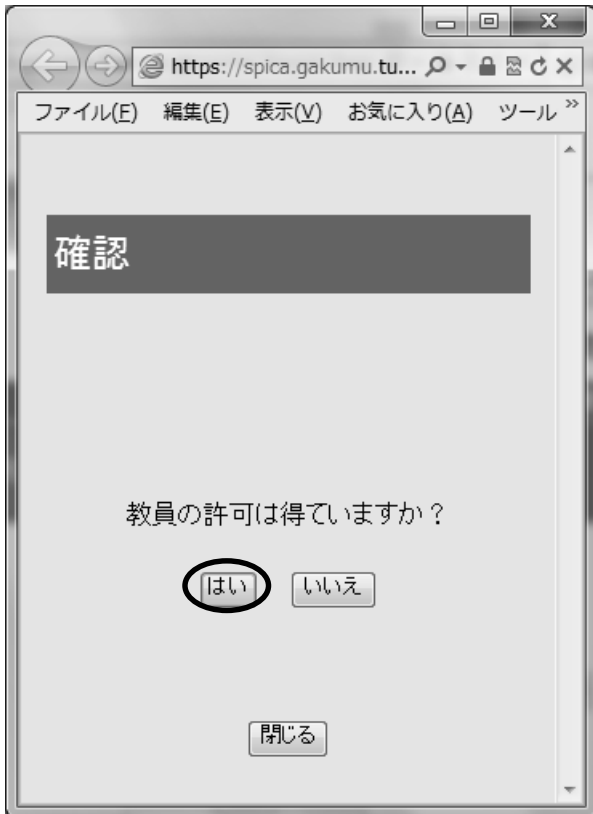 https://spica.gakumu.tu...
ファイル(F) 編集(E) 表示(V) お気に入り(A) ツール »
確認
教員の許可は得ていますか？
はい いいえ
閉じる